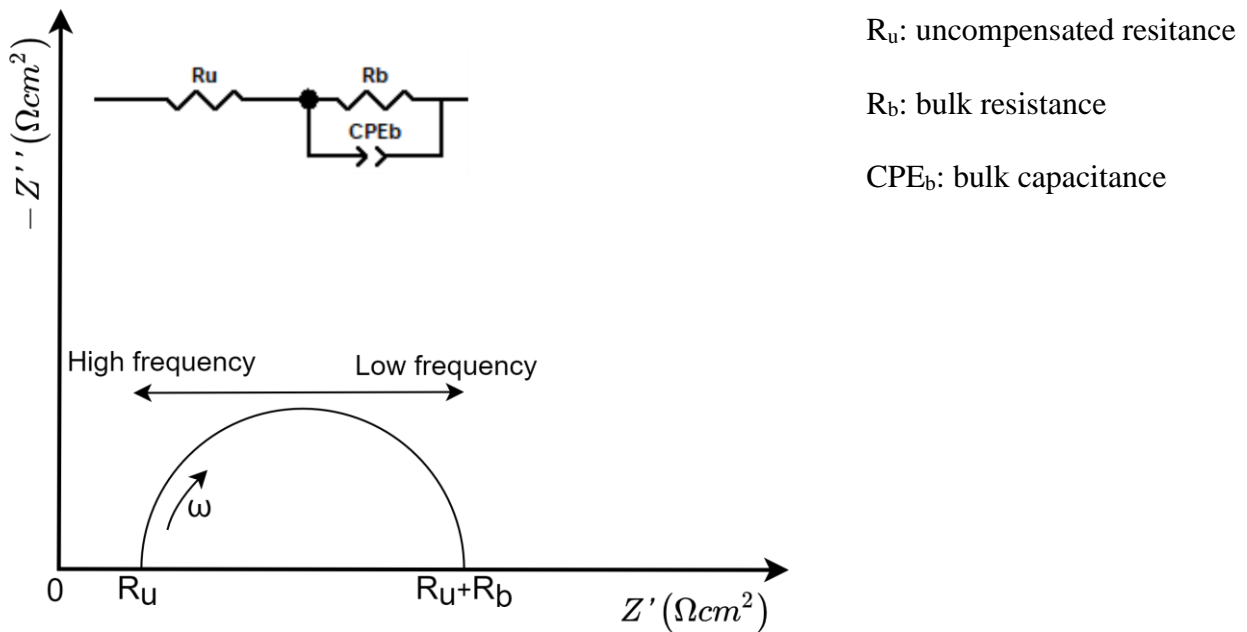 −Z''(Ωcm²)
Ru
Rb
CPEb
Rᵤ: uncompensated resitance
R_b: bulk resistance
CPE_b: bulk capacitance
High frequency
Low frequency
ω
0
Rᵤ
Rᵤ+R_b
Z'(Ωcm²)